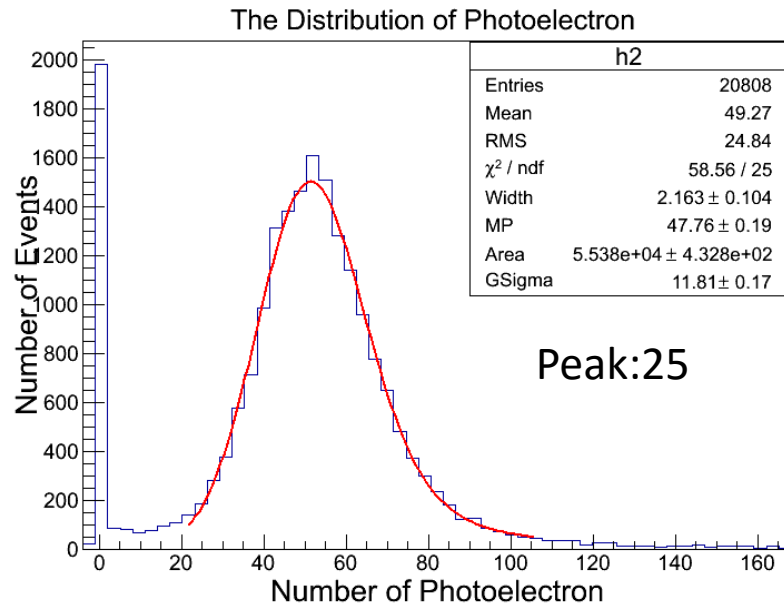 The Distribution of Photoelectron
h2
Entries 20808
Mean 49.27
RMS 24.84
χ² / ndf 58.56 / 25
Width 2.163 ± 0.104
MP 47.76 ± 0.19
Area 5.538e+04 ± 4.328e+02
GSigma 11.81 ± 0.17
Peak:25
Number of Events
2000
1800
1600
1400
1200
1000
800
600
400
200
0
0 20 40 60 80 100 120 140 160
Number of Photoelectron